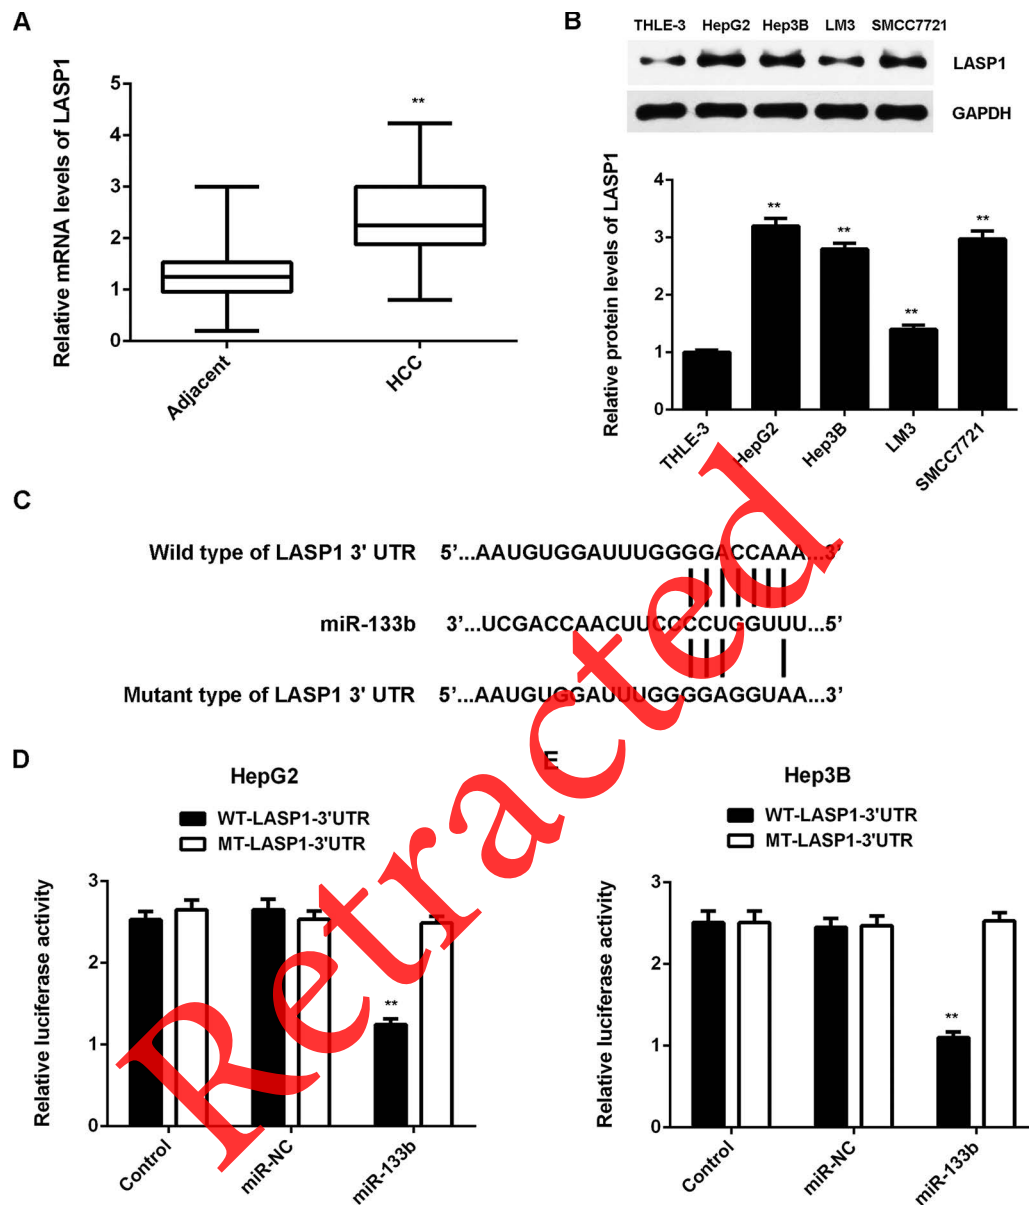 A
Relative mRNA levels of LASP1
5
4
3
2
1
0
**
Adjacent
HCC
B
THLE-3 HepG2 Hep3B LM3 SMCC7721
LASP1
GAPDH
Relative protein levels of LASP1
4
3
2
1
0
**
**
**
**
THLE-3
HepG2
Hep3B
LM3
SMCC7721
C
Wild type of LASP1 3' UTR 5'...AAUGUGGAUUUGGGGACCAAA...3'
miR-133b 3'...UCGACCAACUUCCCCUGGUUU...5'
Mutant type of LASP1 3' UTR 5'...AAUGUGGAUUUGGGGAGGUAA...3'
D
HepG2
WT-LASP1-3'UTR
MT-LASP1-3'UTR
Relative luciferase activity
3
2
1
0
**
Control
miR-NC
miR-133b
E
Hep3B
WT-LASP1-3'UTR
MT-LASP1-3'UTR
Relative luciferase activity
3
2
1
0
**
Control
miR-NC
miR-133b
Retracted